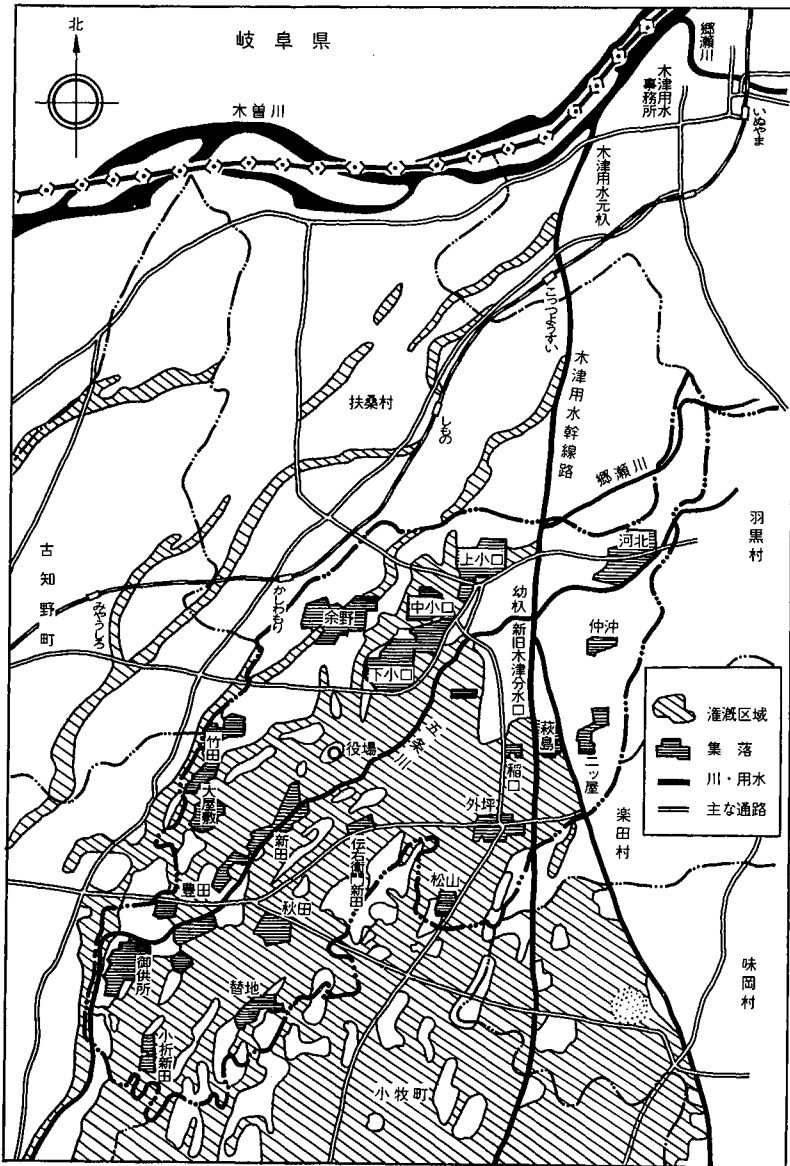 北
岐阜県
郷瀬川
木津用水
事務所
いぬやま
木曽川
木津用水元杁
こっつようすい
木津用水幹線路
扶桑村
しもの
郷瀬川
羽黒村
古知野町
みやうしろ
かしわもり
上小口
河北
中小口
余野
幼杁
新旧木津分水口
仲沖
下小口
五条川
役場
竹田
大屋敷
稲口
萩島
二ッ屋
灌漑区域
集落
川・用水
主な通路
外坪
新田
伝右衛門新田
楽田村
松山
豊田
秋田
御供所
替地
味岡村
小折新田
小牧町